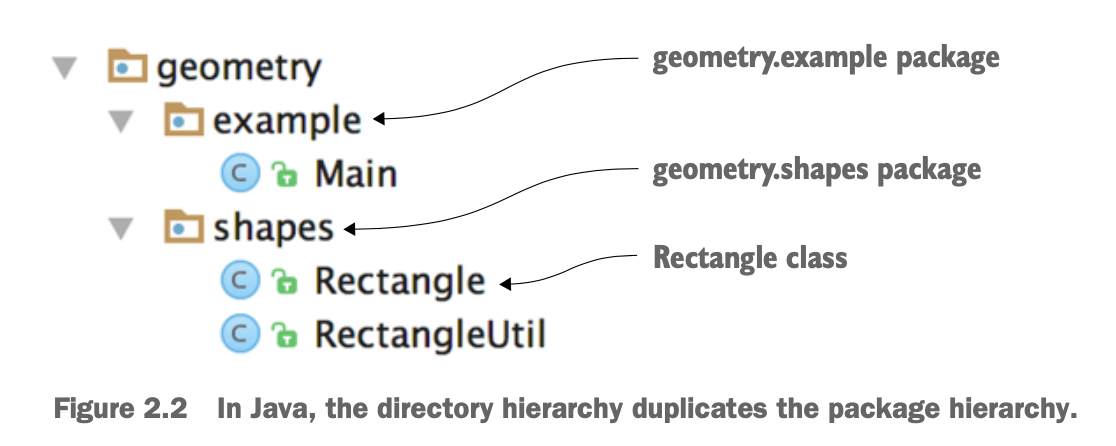 geometry
geometry.example package
example
Main
geometry.shapes package
shapes
Rectangle class
Rectangle
RectangleUtil
Figure 2.2 In Java, the directory hierarchy duplicates the package hierarchy.